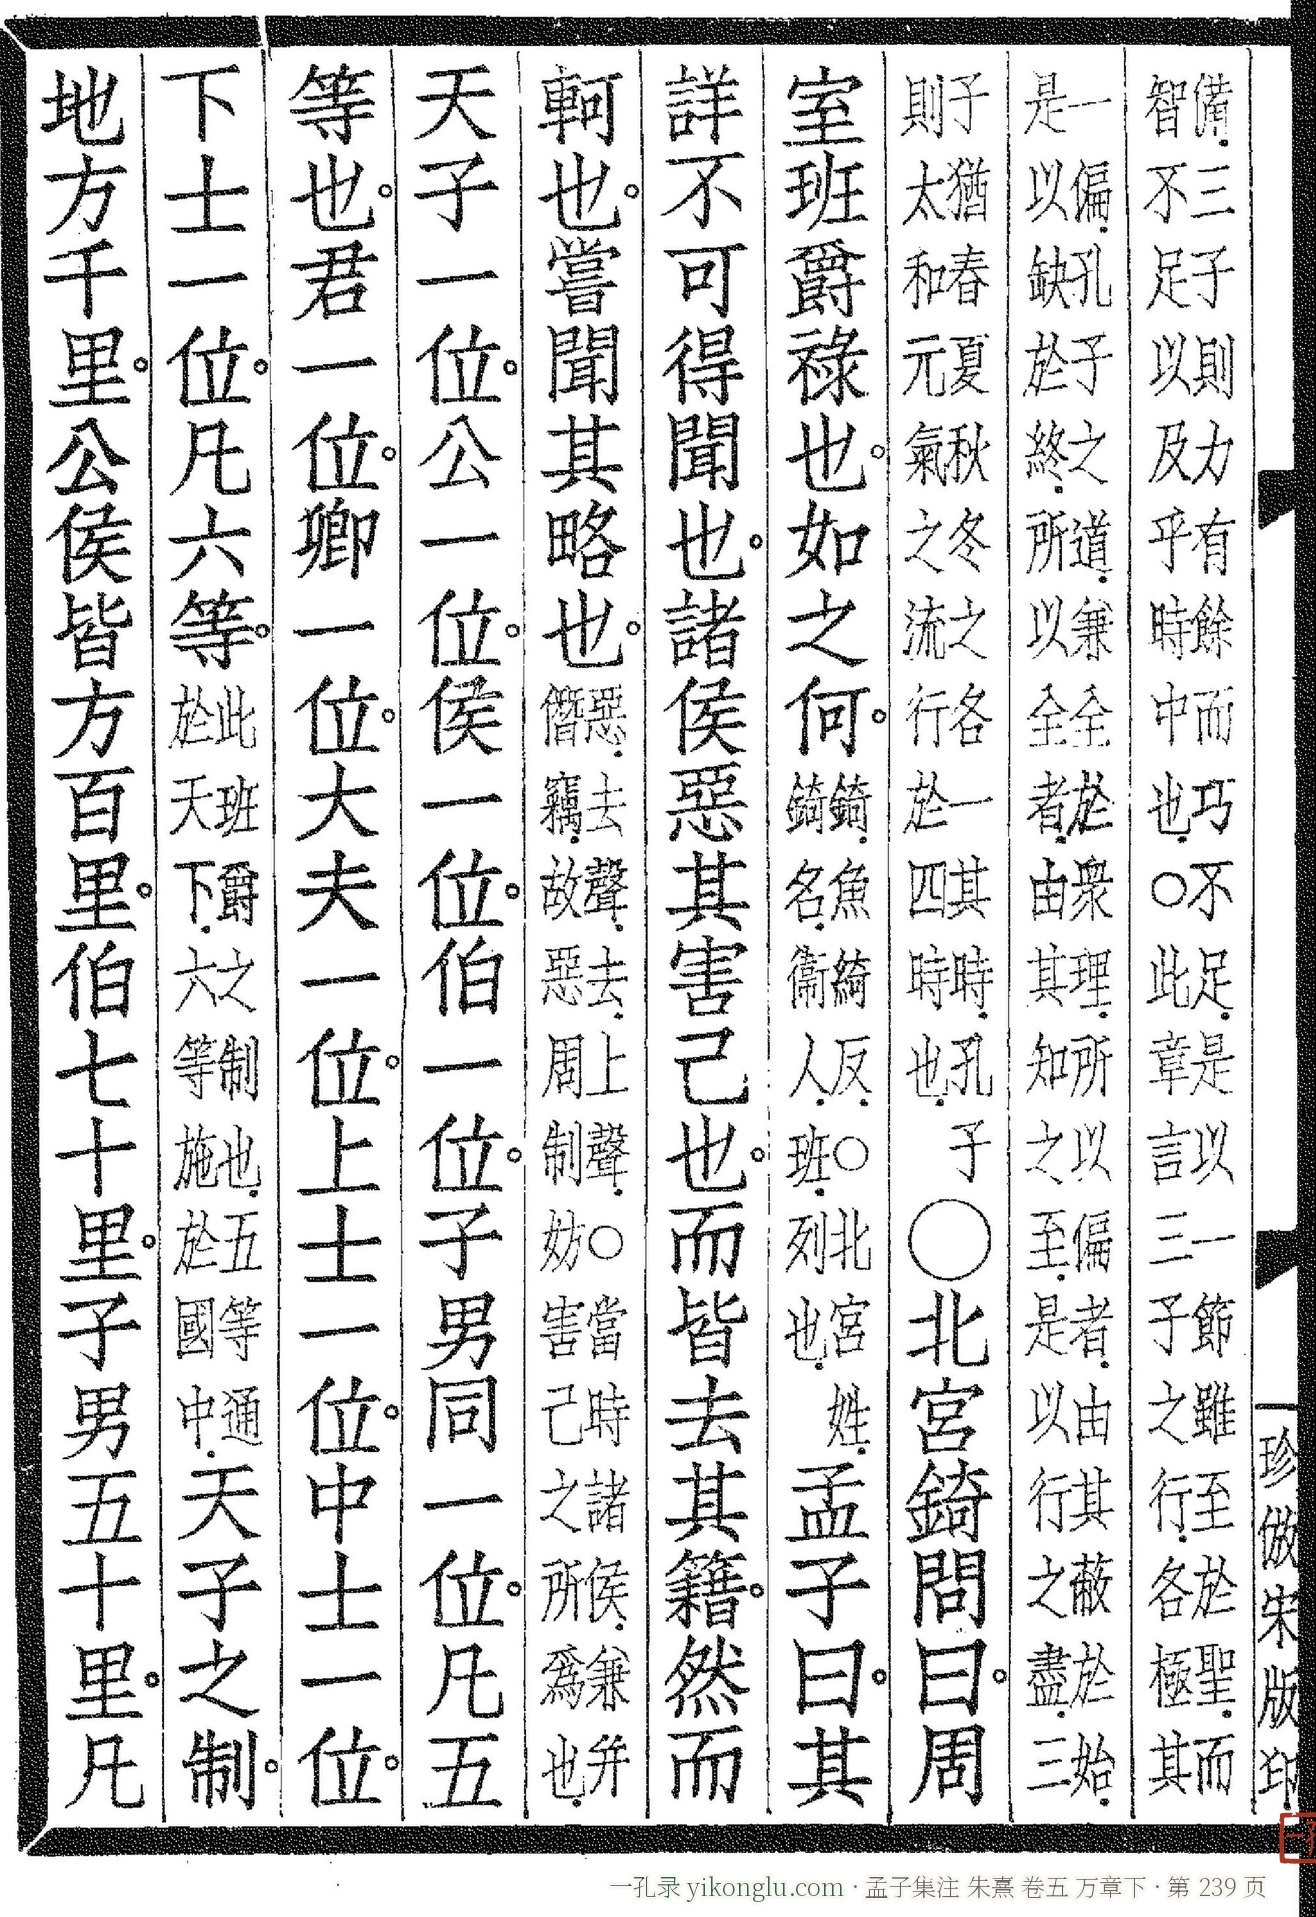 珍倣宋版印
備。三子則力有餘而巧不足。是以一節雖至於聖。而
智不足以及乎時中也。○此章言三子之行。各極其
一偏。孔子之道。兼全於衆理。所以偏者。由其蔽於始。
是以缺於終。所以全者。由其知之至。是以行之盡。三
子猶春夏秋冬之各一其時。孔子
則太和元氣之流行於四時也。
○北宮錡問曰。周
室班爵祿也。如之何。
錡。魚綺反。○北宮姓。
錡名。衞人。班。列也。
孟子曰。其
詳不可得聞也。諸侯惡其害己也。而皆去其籍。然而
軻也。嘗聞其略也。
惡。去聲。去。上聲。○當時諸侯。兼并
僭竊。故惡周制妨害己之所爲也。
天子一位。公一位。侯一位。伯一位。子男同一位。凡五
等也。君一位。卿一位。大夫一位。上士一位。中士一位。
下士一位。凡六等。
此班爵之制也。五等通
於天下。六等施於國中。
天子之制。
地方千里。公侯皆方百里。伯七十里。子男五十里。凡
一孔录 yikonglu.com · 孟子集注 朱熹 卷五 万章下 · 第 239 页